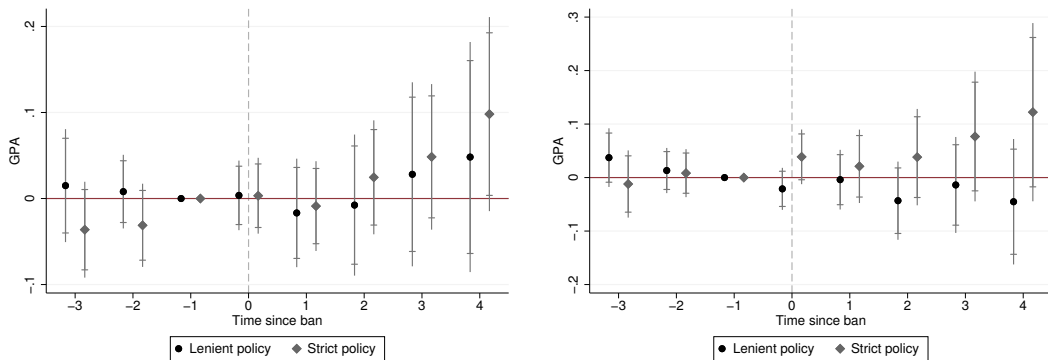 .2
.1
0
-.1
GPA
−3 −2 −1 0 1 2 3 4
Time since ban
Lenient policy Strict policy
.3
.2
.1
0
-.1
-.2
GPA
−3 −2 −1 0 1 2 3 4
Time since ban
Lenient policy Strict policy